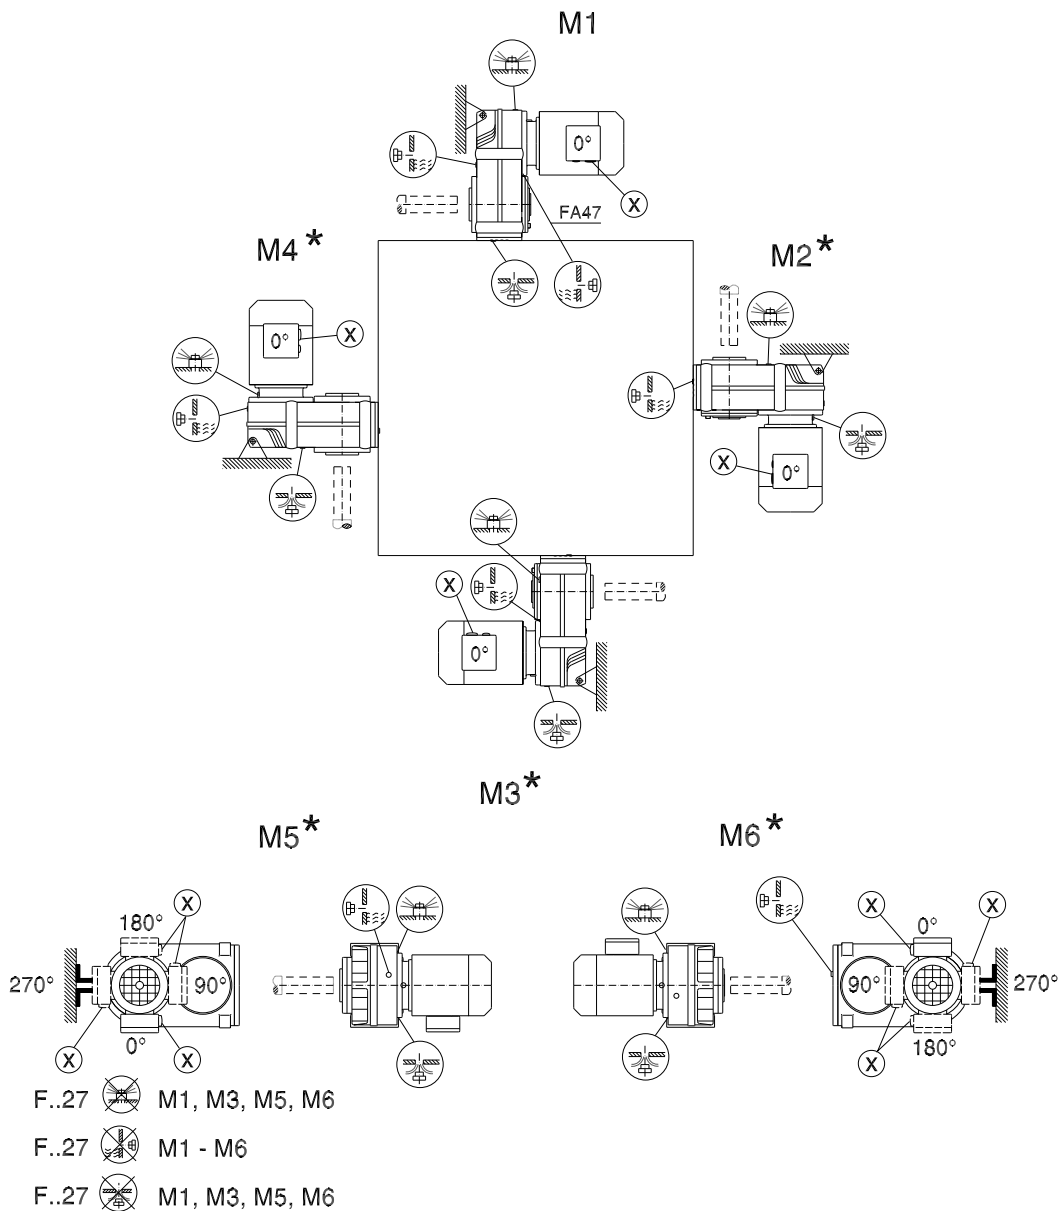 M1
0°
X
FA47
M4*
M2*
0°
X
X
0°
X
0°
M3*
M5*
M6*
X
X
X
180°
0°
270°
90°
90°
270°
0°
180°
X
X
X
F..27 M1, M3, M5, M6
F..27 M1 - M6
F..27 M1, M3, M5, M6